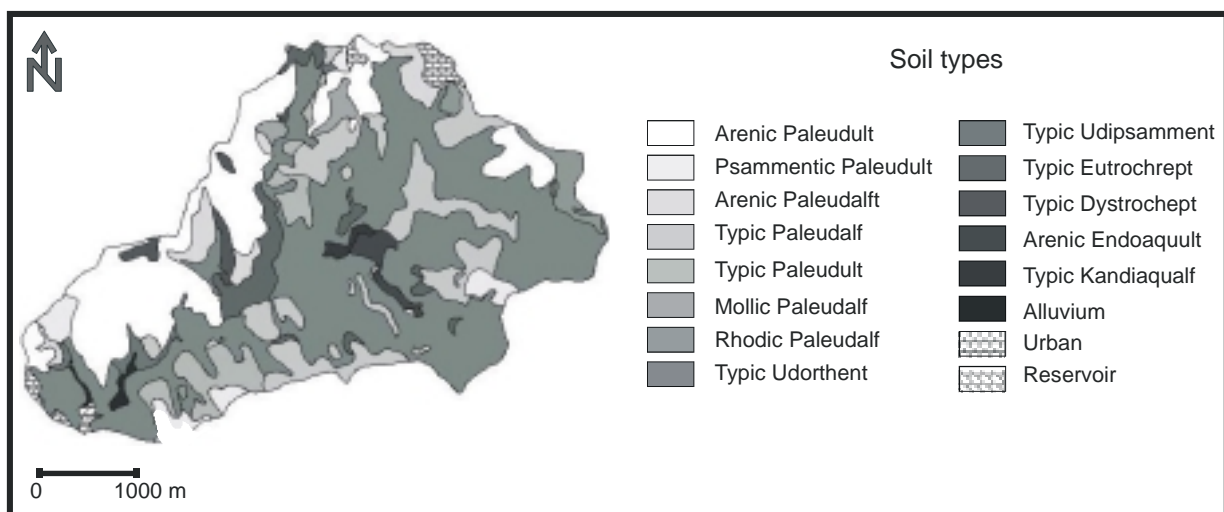 N
Soil types
Arenic Paleudult
Psammentic Paleudult
Arenic Paleudalft
Typic Paleudalf
Typic Paleudult
Mollic Paleudalf
Rhodic Paleudalf
Typic Udorthent
Typic Udipsamment
Typic Eutrochrept
Typic Dystrochept
Arenic Endoaquult
Typic Kandiaqualf
Alluvium
Urban
Reservoir
0 1000 m